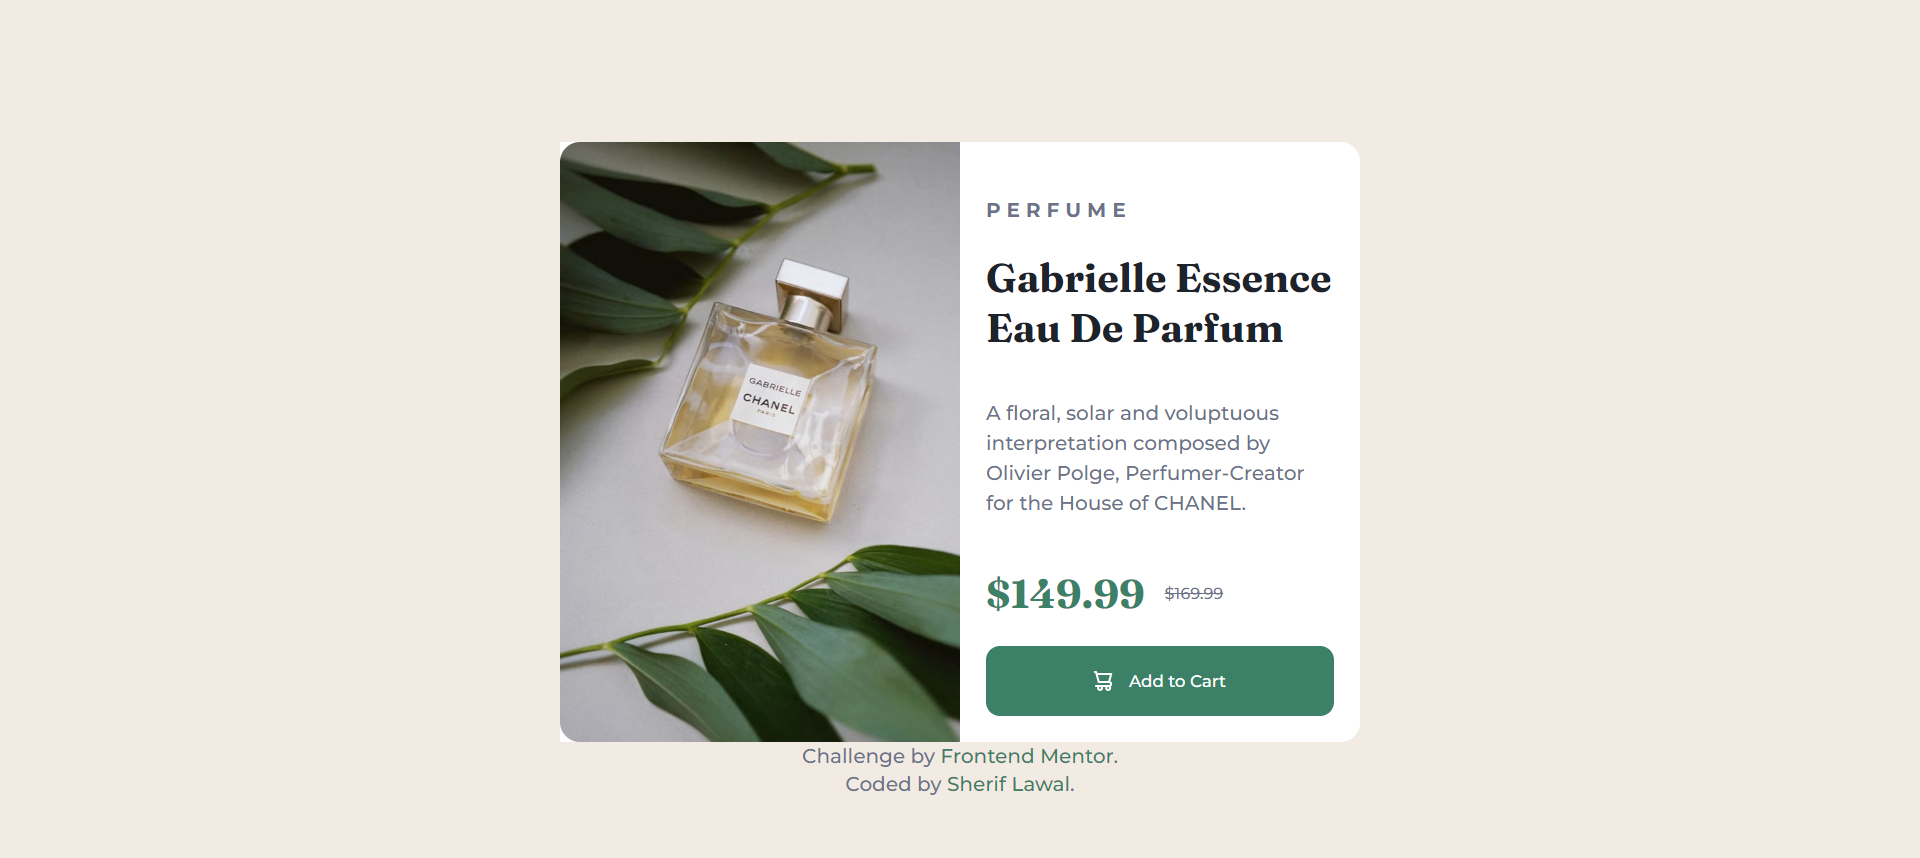 GABRIELLE
CHANEL
PARIS
PERFUME
Gabrielle Essence
Eau De Parfum
A floral, solar and voluptuous
interpretation composed by
Olivier Polge, Perfumer-Creator
for the House of CHANEL.
$149.99 $169.99
Add to Cart
Challenge by Frontend Mentor.
Coded by Sherif Lawal.